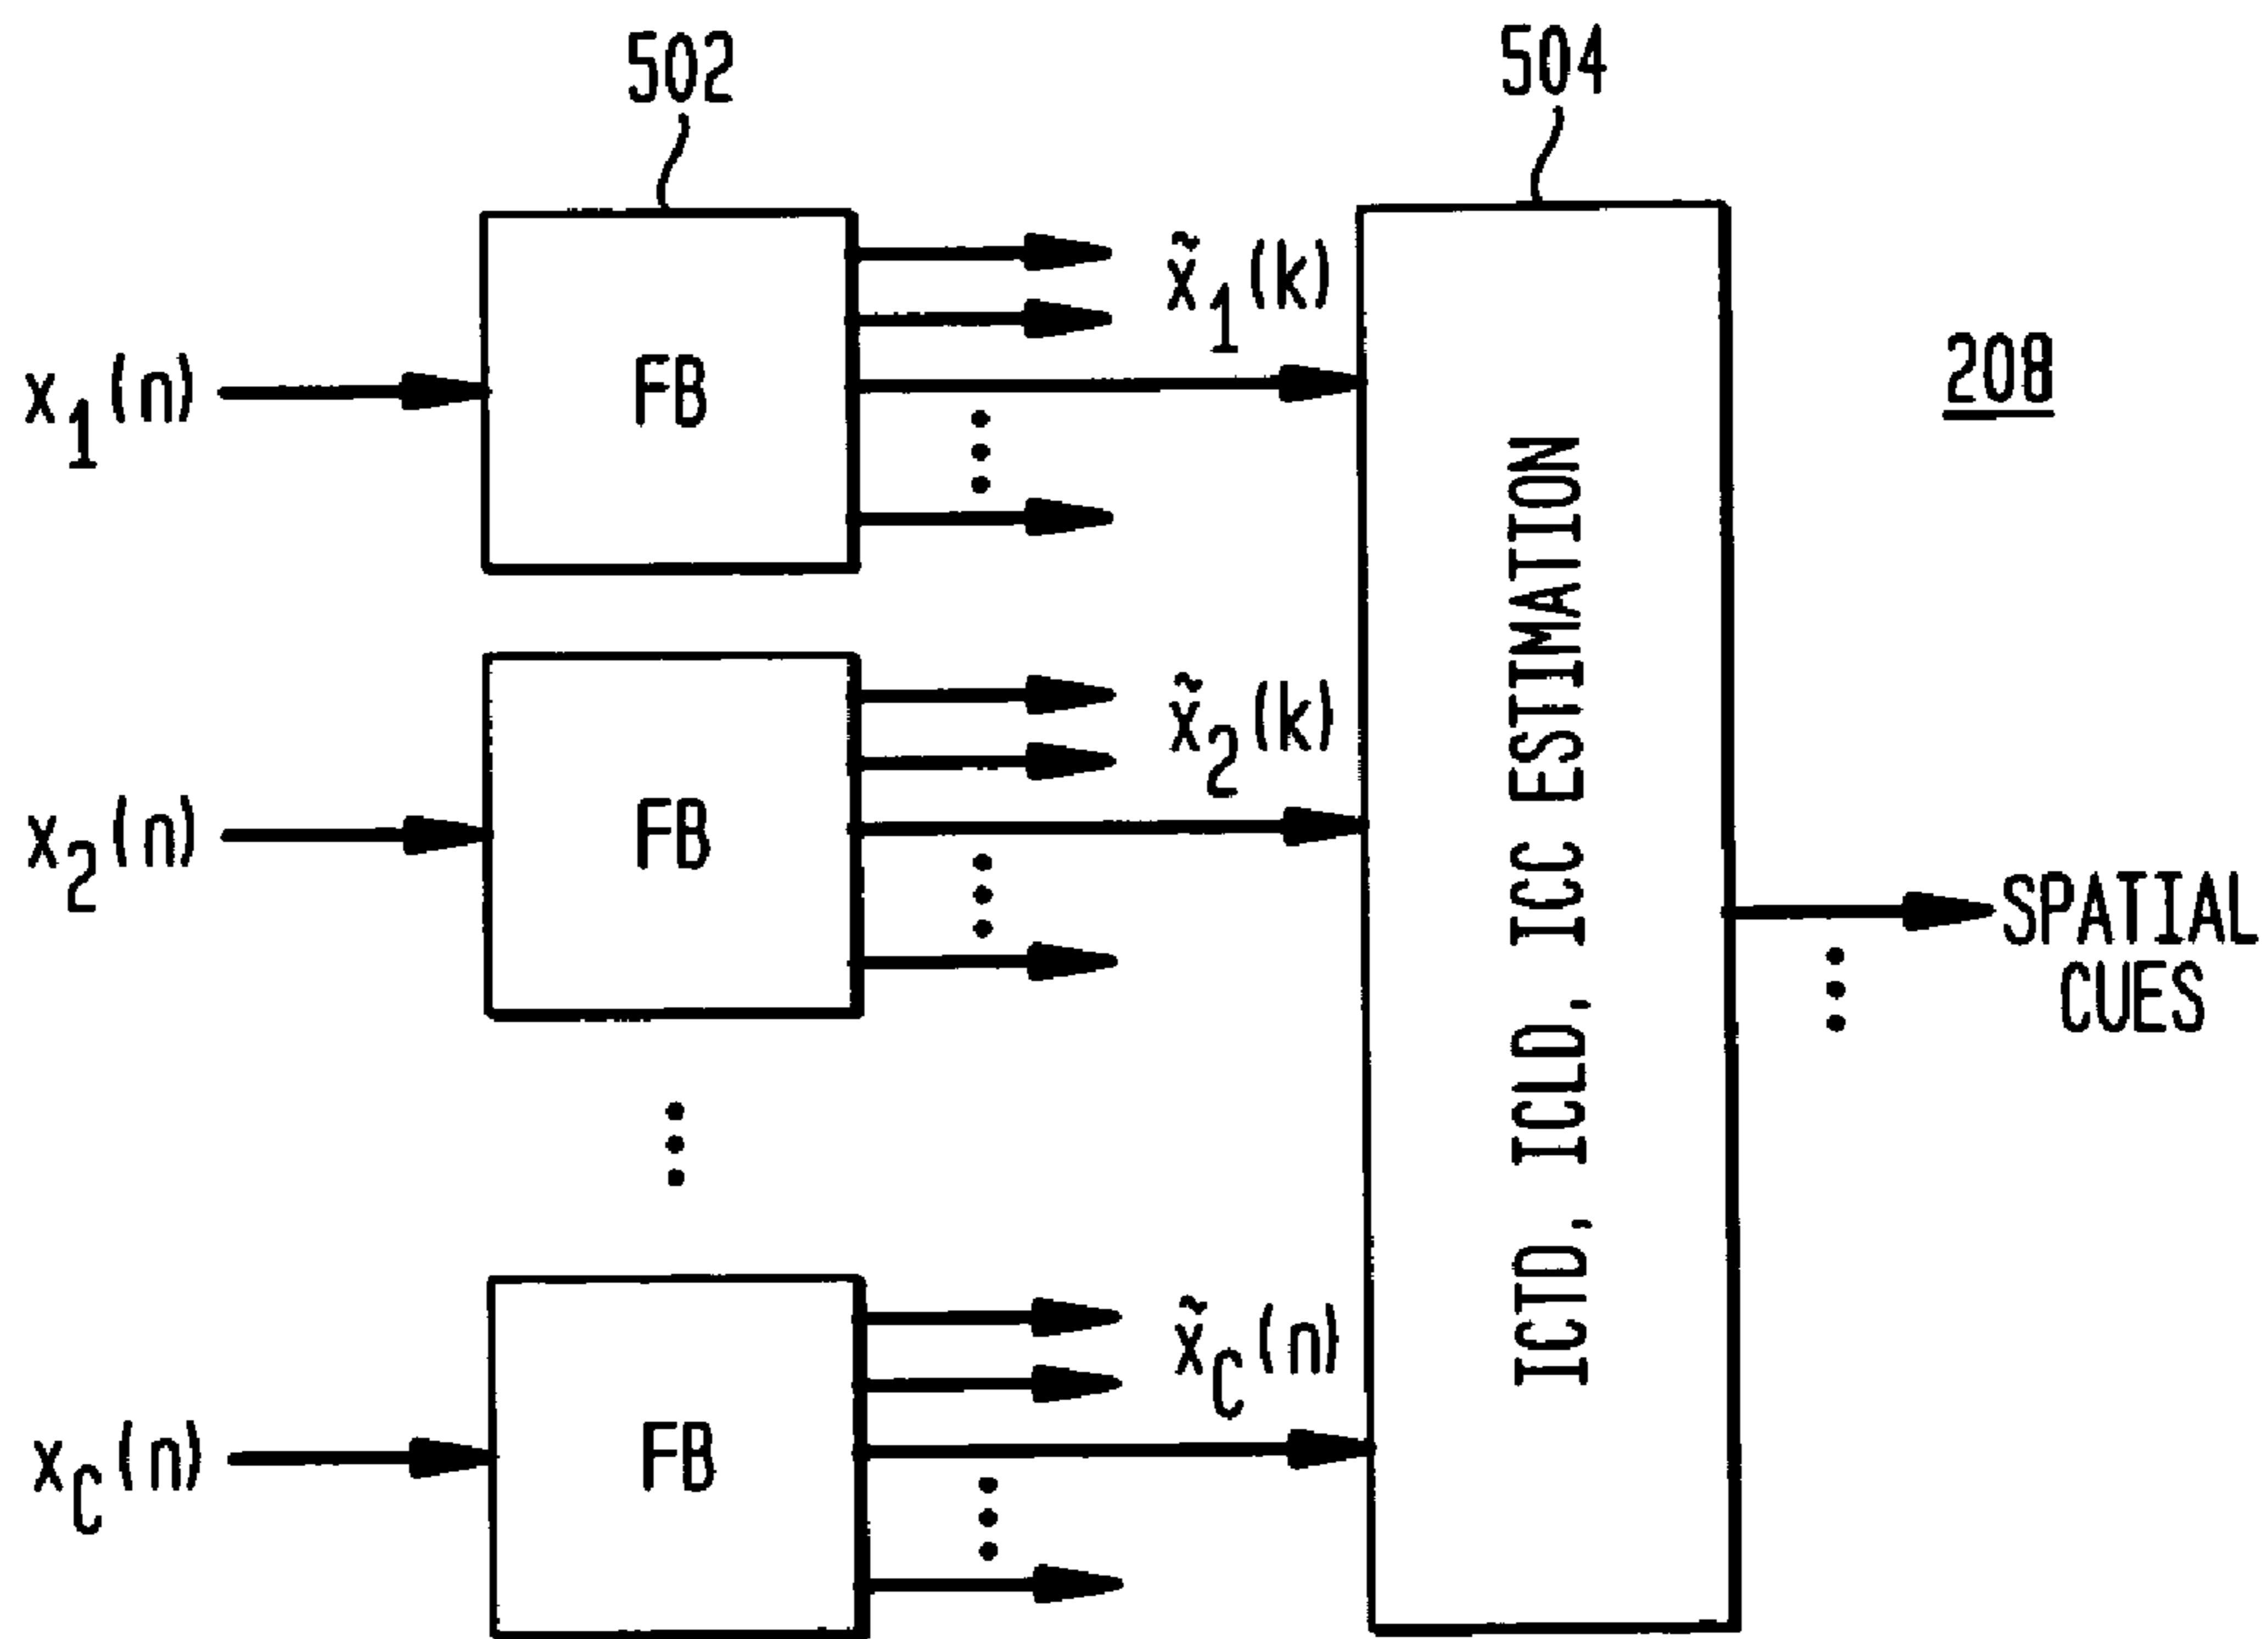 502
504
x̃₁(k)
208
x₁(n)
FB
x̃₂(k)
x₂(n)
FB
ICTD, ICLD, ICC ESTIMATION
SPATIAL
CUES
x̃C(n)
xC(n)
FB